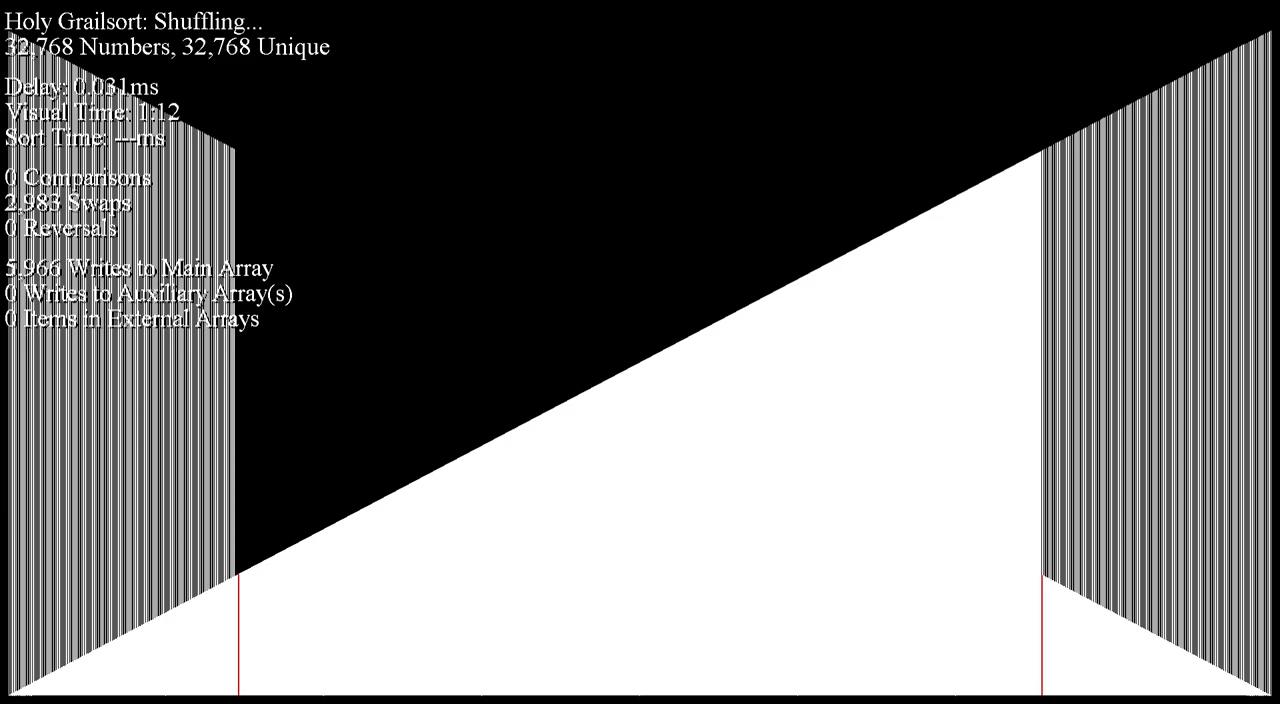 Holy Grailsort: Shuffling...
32,768 Numbers, 32,768 Unique
Delay: 0.031ms
Visual Time: 1:12
Sort Time: ---ms
0 Comparisons
2,983 Swaps
0 Reversals
5,966 Writes to Main Array
0 Writes to Auxiliary Array(s)
0 Items in External Arrays